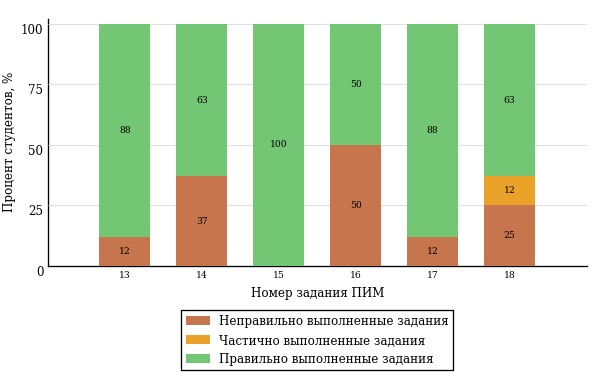 100
75
50
25
0
Процент студентов, %
88
12
63
37
100
50
50
88
12
63
12
25
13 14 15 16 17 18
Номер задания ПИМ
Неправильно выполненные задания
Частично выполненные задания
Правильно выполненные задания